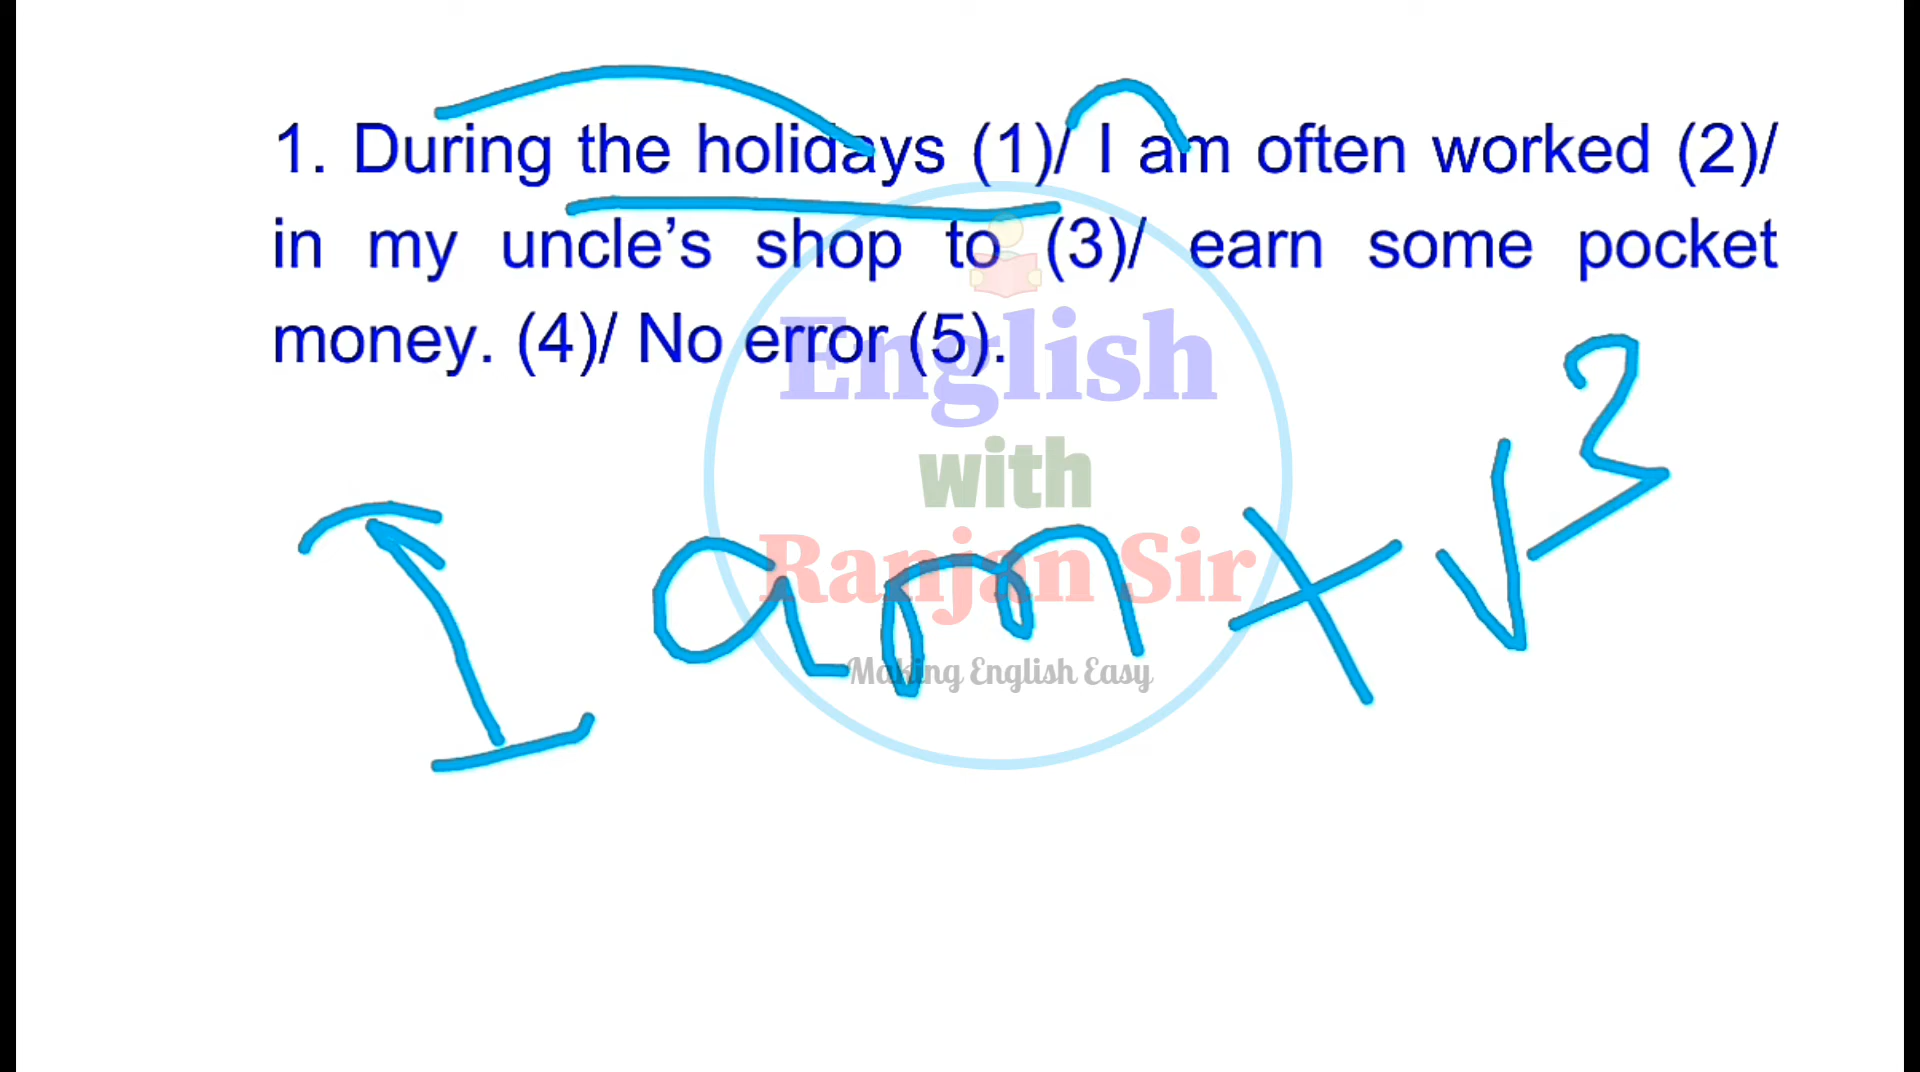 1. During the holidays (1)/ I am often worked (2)/
in my uncle’s shop to (3)/ earn some pocket
money. (4)/ No error (5).
English
with
Ranjan Sir
Making English Easy
I am + v3